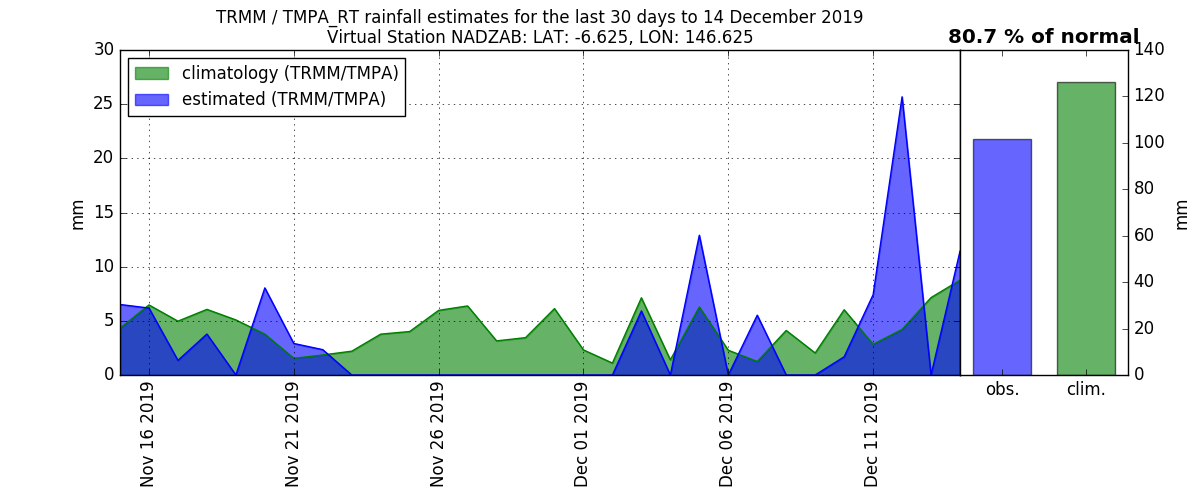 TRMM / TMPA_RT rainfall estimates for the last 30 days to 14 December 2019
Virtual Station NADZAB: LAT: -6.625, LON: 146.625
80.7 % of normal
climatology (TRMM/TMPA)
estimated (TRMM/TMPA)
mm
30
25
20
15
10
5
0
Nov 16 2019
Nov 21 2019
Nov 26 2019
Dec 01 2019
Dec 06 2019
Dec 11 2019
obs.
clim.
140
120
100
80
60
40
20
0
mm